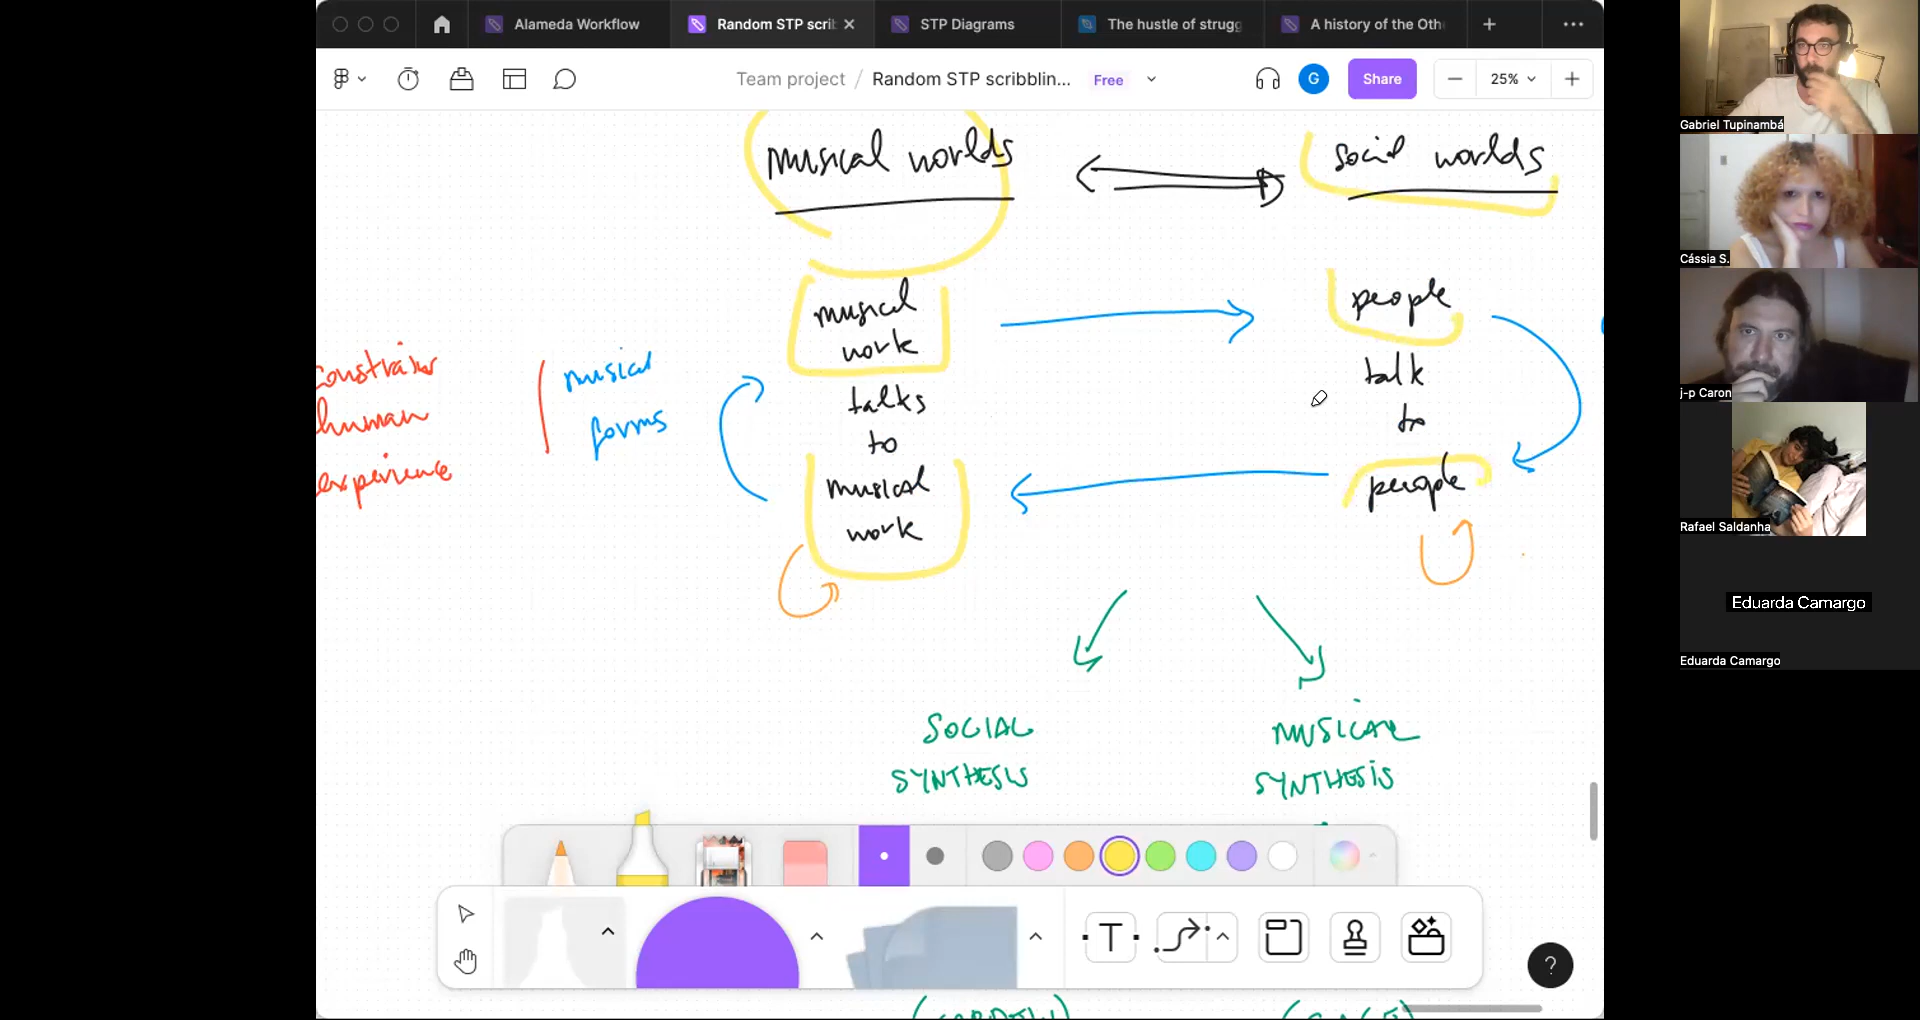 Alameda Workflow
Random STP scrib
STP Diagrams
The hustle of strugg
A history of the Oth
Team project / Random STP scribblin... Free
G
Share
25%
musical worlds
social worlds
musical
work
talks
to
musical
work
people
talk
to
people
constrains
human
experience
musical
forms
SOCIAL
SYNTHESIS
MUSICAL
SYNTHESIS
T
?
Gabriel Tupinambá
Cássia S.
j-p Caron
Rafael Saldanha
Eduarda Camargo
Eduarda Camargo